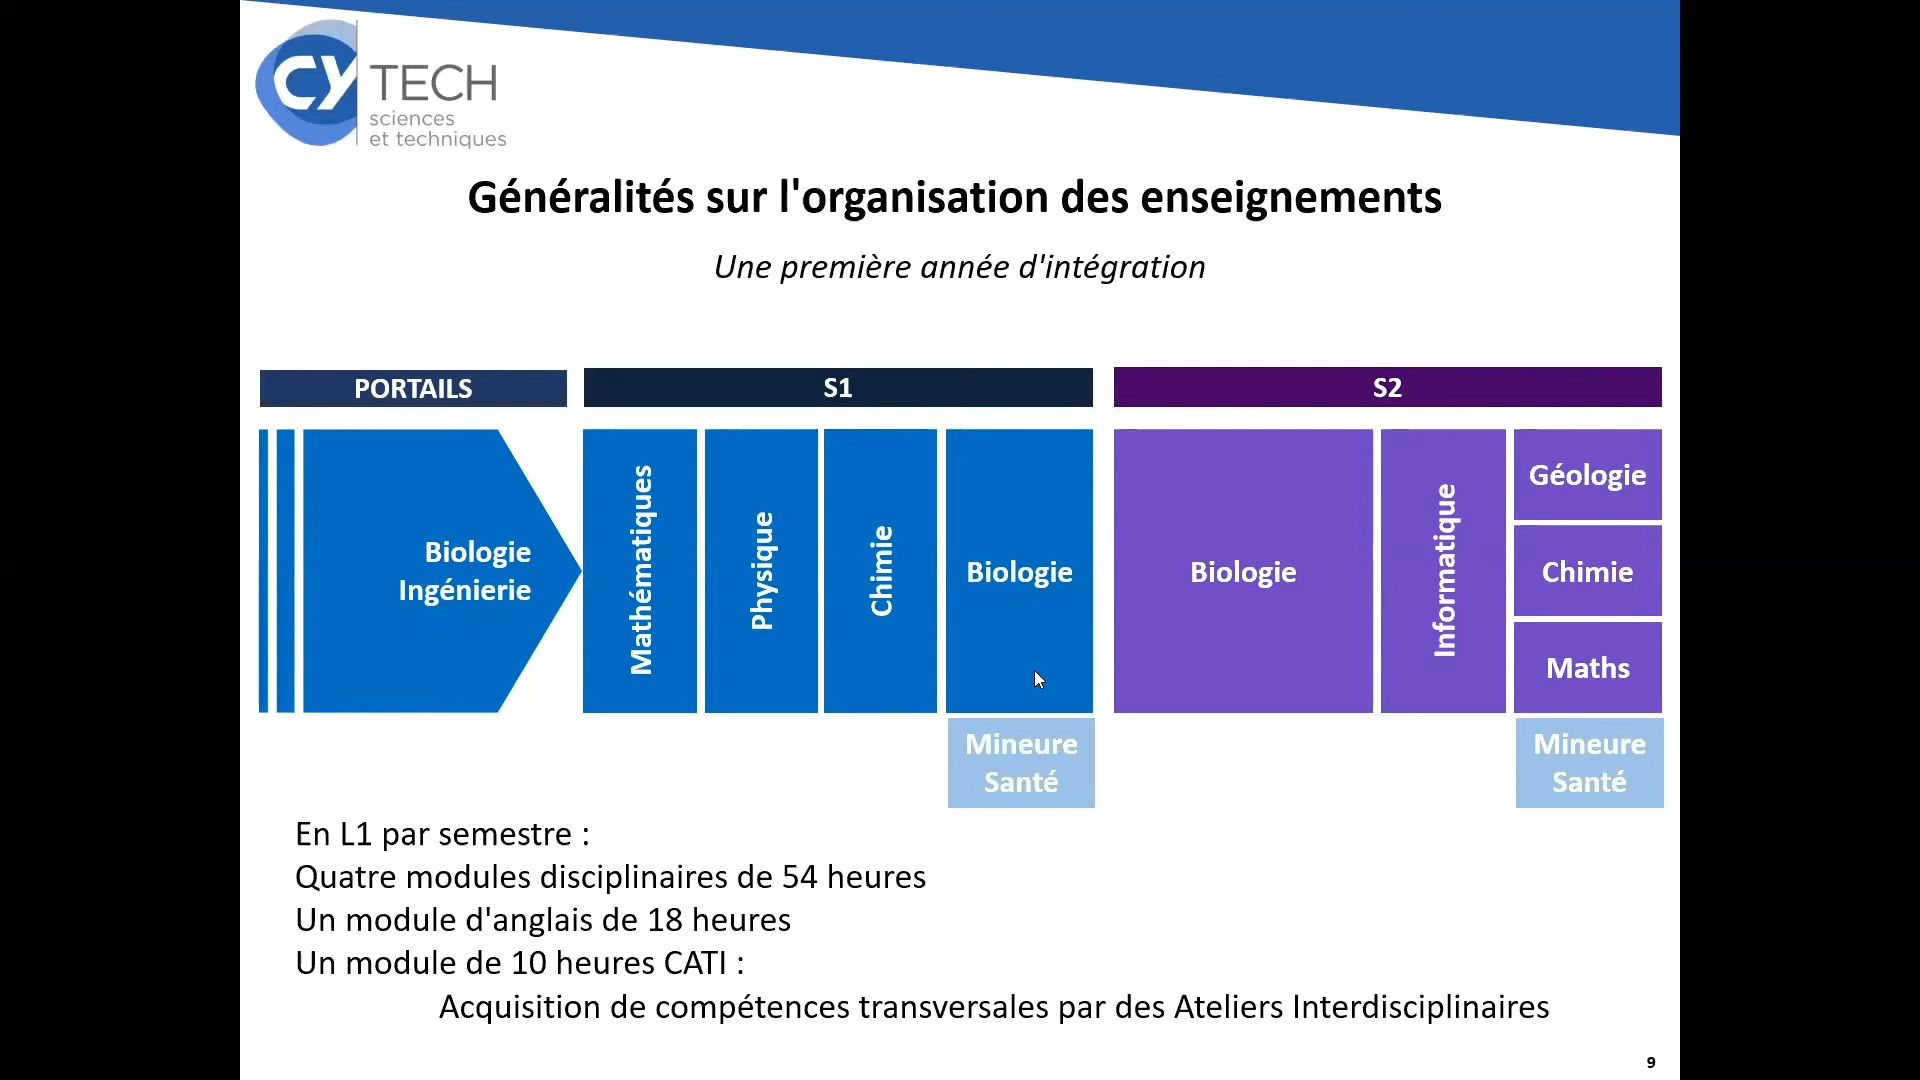 CY TECH
sciences
et techniques
Généralités sur l'organisation des enseignements
Une première année d'intégration
PORTAILS
S1
S2
Biologie
Ingénierie
Mathématiques
Physique
Chimie
Biologie
Mineure
Santé
Biologie
Informatique
Géologie
Chimie
Maths
Mineure
Santé
En L1 par semestre :
Quatre modules disciplinaires de 54 heures
Un module d'anglais de 18 heures
Un module de 10 heures CATI :
Acquisition de compétences transversales par des Ateliers Interdisciplinaires
9